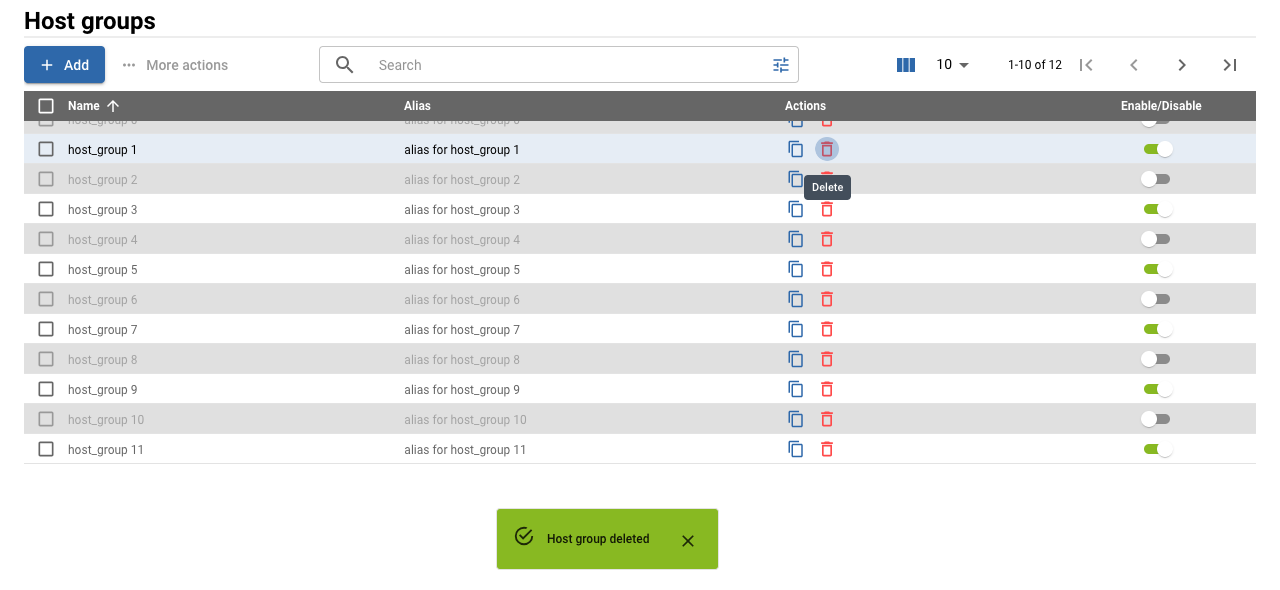 Host groups
Add
More actions
Search
10
1-10 of 12
Name Alias Actions Enable/Disable
host_group 0 alias for host_group 0
host_group 1 alias for host_group 1
host_group 2 alias for host_group 2
Delete
host_group 3 alias for host_group 3
host_group 4 alias for host_group 4
host_group 5 alias for host_group 5
host_group 6 alias for host_group 6
host_group 7 alias for host_group 7
host_group 8 alias for host_group 8
host_group 9 alias for host_group 9
host_group 10 alias for host_group 10
host_group 11 alias for host_group 11
Host group deleted